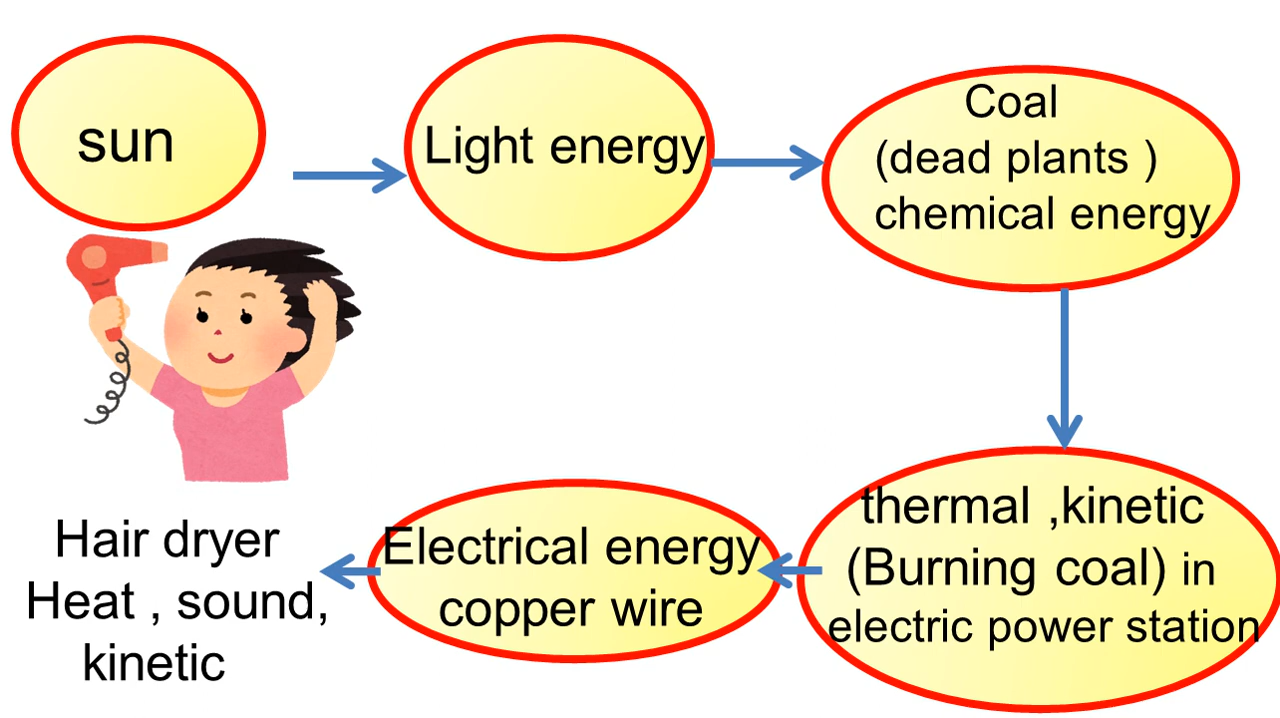 sun
Light energy
Coal
(dead plants )
chemical energy
thermal ,kinetic
(Burning coal) in
electric power station
Electrical energy
copper wire
Hair dryer
Heat , sound,
kinetic